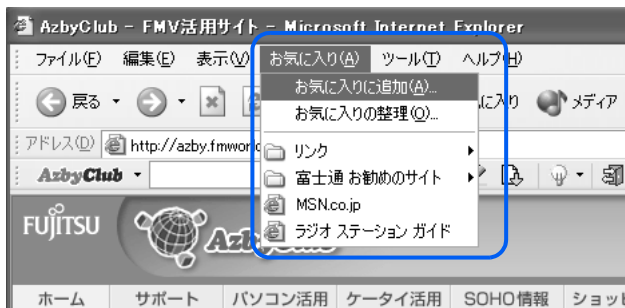 AzbyClub - FMV活用サイト - Microsoft Internet Explorer
ファイル(F) 編集(E) 表示(V) お気に入り(A) ツール(T) ヘルプ(H)
お気に入りに追加(A)...
戻る に入り メディア
お気に入りの整理(O)...
アドレス(D) http://azby.fmworl
リンク
AzbyClub
富士通 お勧めのサイト
MSN.co.jp
FUJITSU
ラジオ ステーション ガイド
ホーム サポート パソコン活用 ケータイ活用 SOHO情報 ショッピ